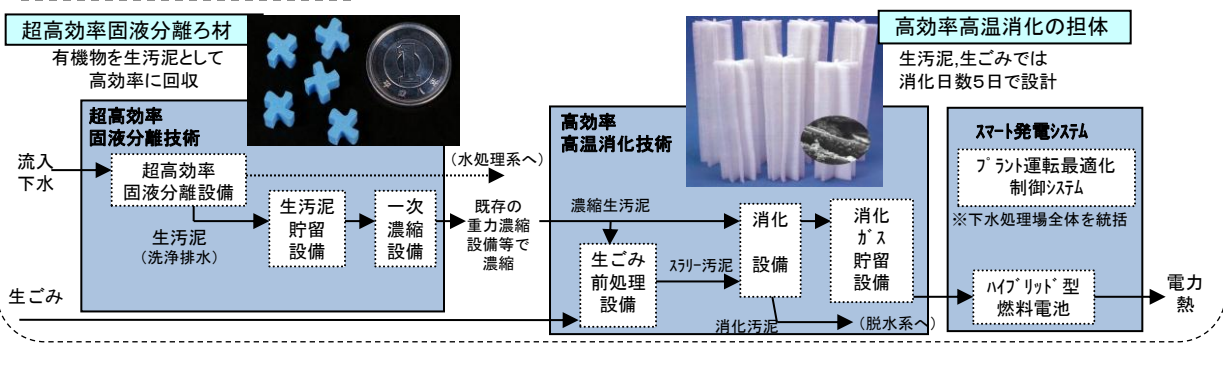 超高効率固液分離ろ材
有機物を生汚泥として
高効率に回収
高効率高温消化の担体
生汚泥,生ごみでは
消化日数5日で設計
超高効率
固液分離技術
流入
下水
超高効率
固液分離設備
(水処理系へ)
生汚泥
(洗浄排水)
生汚泥
貯留
設備
一次
濃縮
設備
既存の
重力濃縮
設備等で
濃縮
生ごみ
高効率
高温消化技術
濃縮生汚泥
生ごみ
前処理
設備
ｽﾗﾘｰ汚泥
消化
設備
消化
ｶﾞｽ
貯留
設備
消化汚泥
(脱水系へ)
ｽﾏｰﾄ発電ｼｽﾃﾑ
ﾌﾟﾗﾝﾄ運転最適化
制御ｼｽﾃﾑ
※下水処理場全体を統括
ﾊｲﾌﾞﾘｯﾄﾞ型
燃料電池
電力
熱